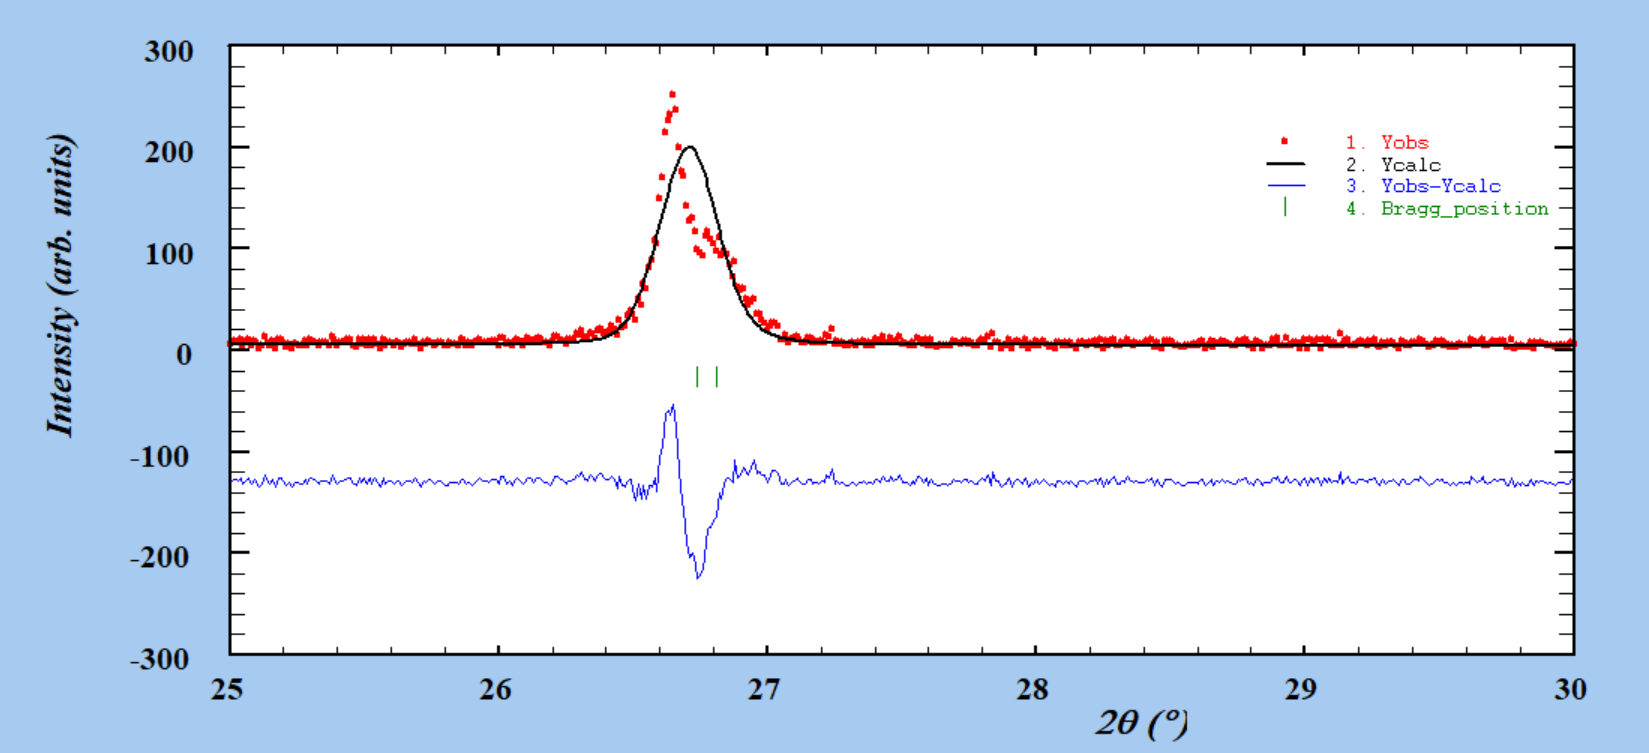 300
200
100
0
-100
-200
-300
Intensity (arb. units)
1. Yobs
2. Ycalc
3. Yobs-Ycalc
4. Bragg_position
25
26
27
28
29
30
2θ (°)